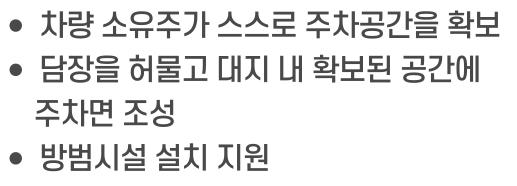 • 차량 소유주가 스스로 주차공간을 확보
• 담장을 허물고 대지 내 확보된 공간에
주차면 조성
• 방범시설 설치 지원